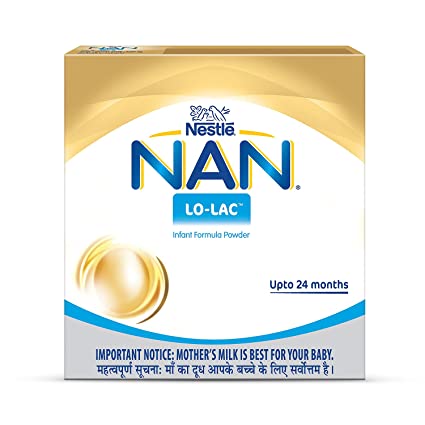 Nestlé
NAN®
LO-LAC™
Infant Formula Powder
Upto 24 months
IMPORTANT NOTICE: MOTHER'S MILK IS BEST FOR YOUR BABY.
महत्वपूर्ण सूचना: माँ का दूध आपके बच्चे के लिए सर्वोत्तम है।